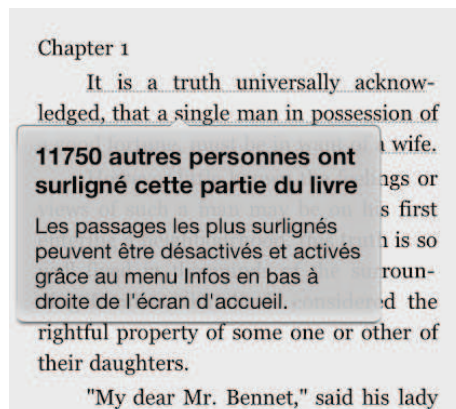 Chapter 1
It is a truth universally acknow-
ledged, that a single man in possession of
wife.
or
first
is so
the
rightful property of some one or other of
their daughters.
"My dear Mr. Bennet," said his lady
11750 autres personnes ont
surligné cette partie du livre
Les passages les plus surlignés
peuvent être désactivés et activés
grâce au menu Infos en bas à
droite de l'écran d'accueil.